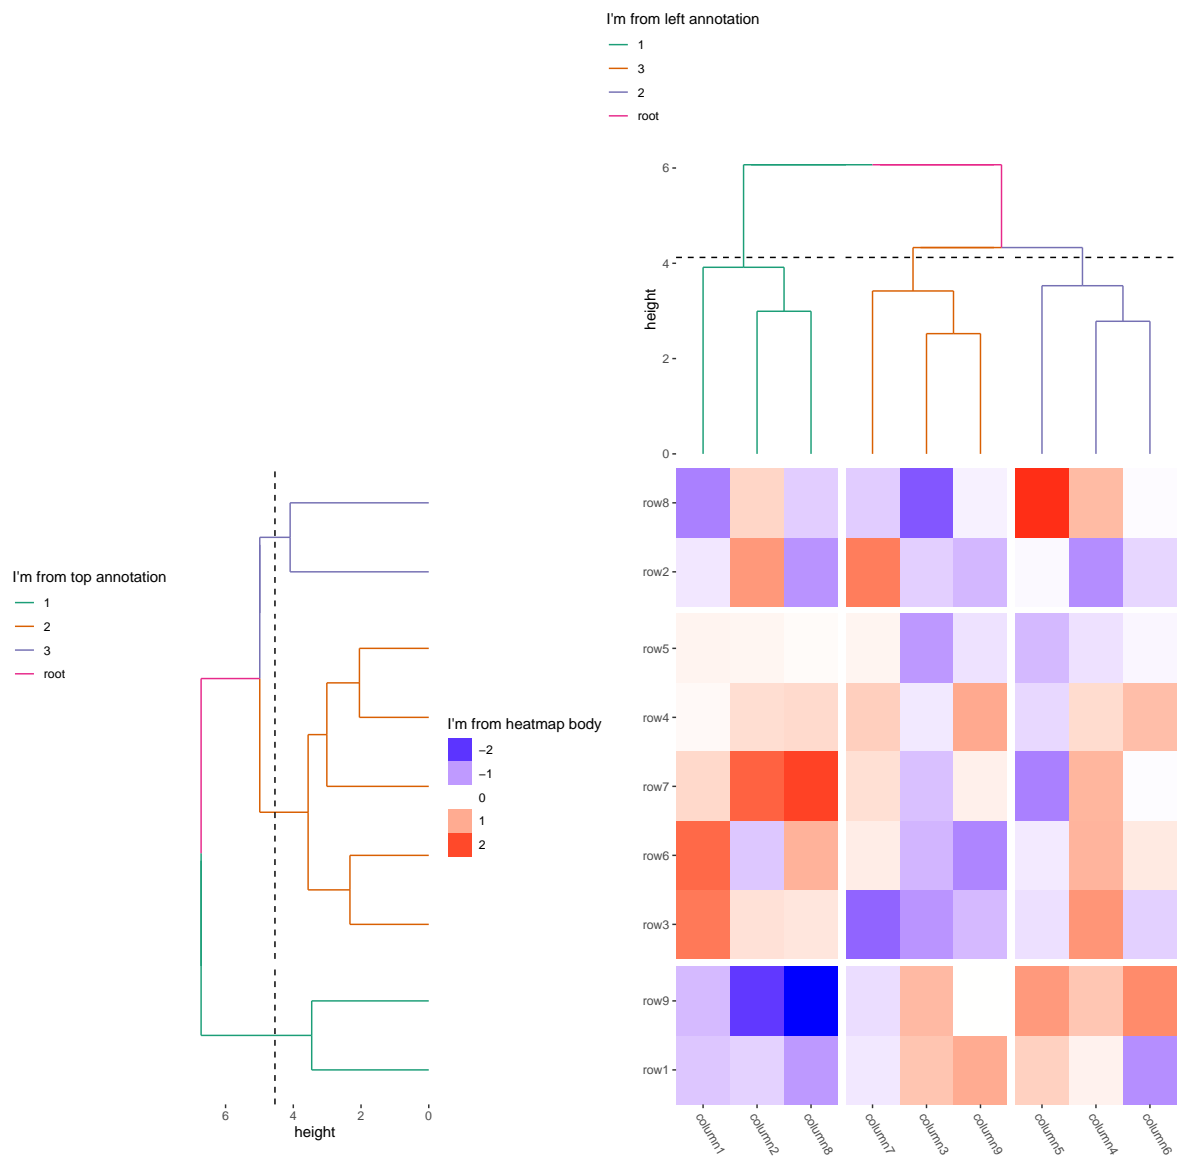 I'm from left annotation
1
3
2
root
6
4
2
0
height
I'm from top annotation
1
2
3
root
6
4
2
0
height
I'm from heatmap body
−2
−1
0
1
2
row8
row2
row5
row4
row7
row6
row3
row9
row1
column1
column2
column8
column7
column3
column9
column5
column4
column6